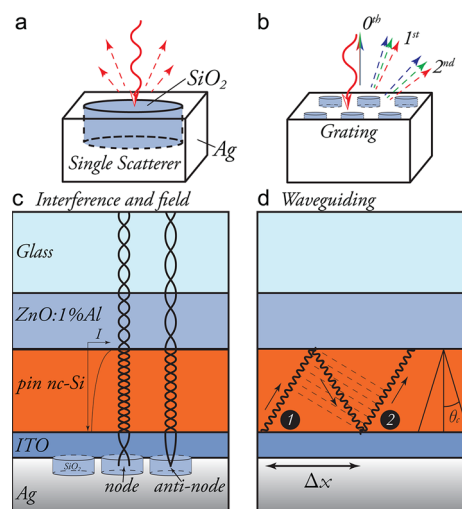 a
SiO2
Ag
Single Scatterer
b
0th
1st
2nd
Grating
c Interference and field
Glass
ZnO:1%Al
I
pin nc-Si
ITO
SiO2
Ag
node
anti-node
d Waveguiding
1
2
θc
Δx